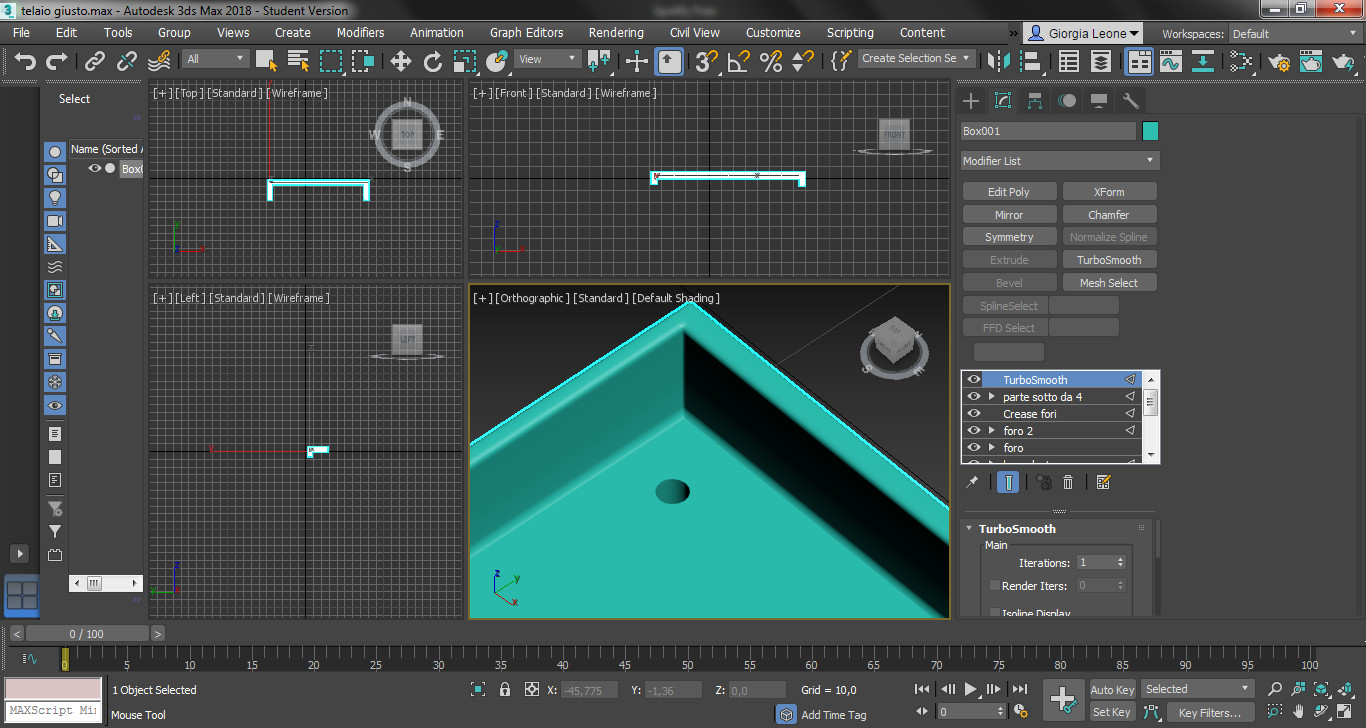 telaio giusto.max - Autodesk 3ds Max 2018 - Student Version
File Edit Tools Group Views Create Modifiers Animation Graph Editors Rendering Civil View Customize Scripting Content » Giorgia Leone Workspaces: Default
All View 3 Create Selection Se
Select
»
Name (Sorted A
Box0
[+][Top][Standard][Wireframe]
N
W TOP E
S
[+][Front][Standard][Wireframe]
FRONT
[+][Left][Standard][Wireframe]
LEFT
[+][Orthographic][Standard][Default Shading]
TOP
S E
z
y
x
Box001
Modifier List
Edit Poly XForm
Mirror Chamfer
Symmetry Normalize Spline
Extrude TurboSmooth
Bevel Mesh Select
SplineSelect
FFD Select
TurboSmooth
parte sotto da 4
Crease fori
foro 2
foro
TurboSmooth
Main
Iterations: 1
Render Iters: 0
Isoline Display
< 0 / 100 >
0 5 10 15 20 25 30 35 40 45 50 55 60 65 70 75 80 85 90 95 100
1 Object Selected X: -45,775 Y: -1,36 Z: 0,0 Grid = 10,0 Auto Key Selected
MAXScript Mi
Mouse Tool Add Time Tag 0 Set Key Key Filters...